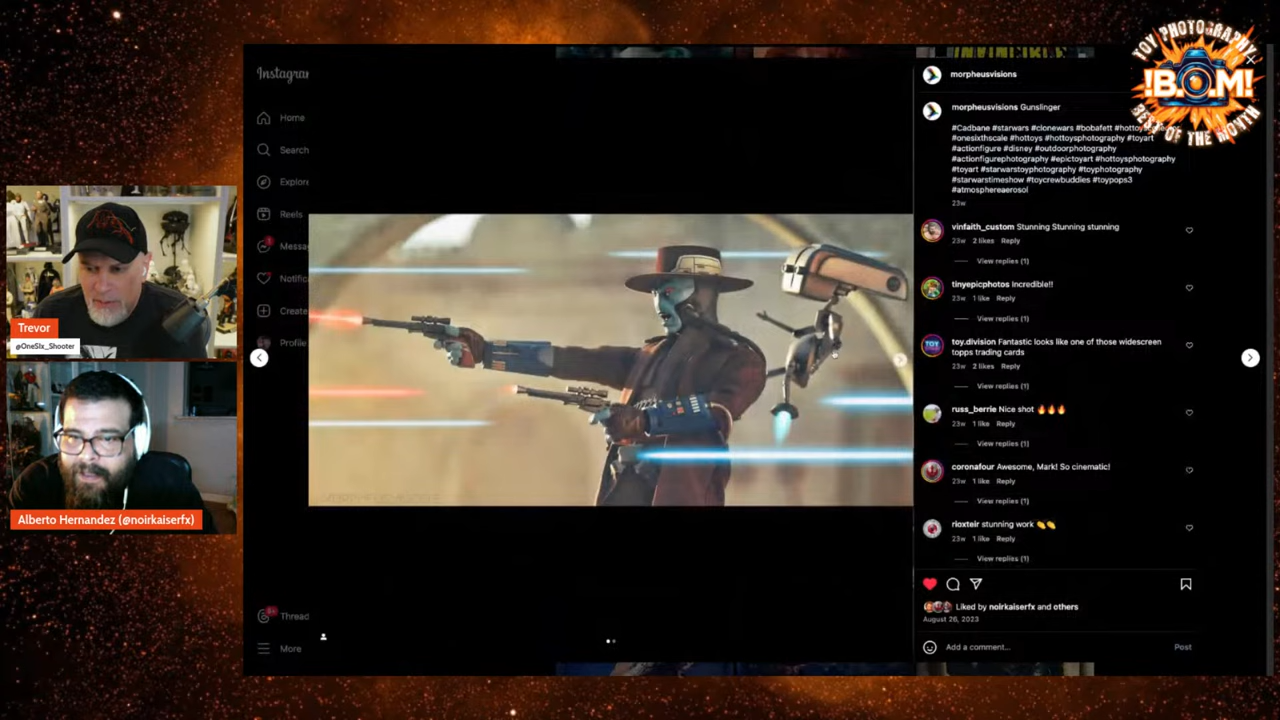 TOY PHOTOGRAPHY
!B.O.M!
BEST OF THE MONTH
Instagram
Home
Search
Explore
Reels
Messa
Notific
Create
Profile
Thread
More
Trevor
@OneSix_Shooter
Alberto Hernandez (@noirkaiserfx)
morpheusvisions
morpheusvisions Gunslinger
#Cadbane #starwars #clonewars #bobafett
#onesixthscale #hottoys #hottoysphotography #toyart
#actionfigure #disney #outdoorphotography
#actionfigurephotography #epictoyart #hottoysphotography
#toyart #starwarstoyphotography #toyphotography
#starwarstimeshow #toycrewbuddies #toypops3
#atmosphereaerosol
23w
vinfaith_custom Stunning Stunning stunning
23w 2 likes Reply
View replies (1)
tinyepicphotos Incredible!!
23w 1 like Reply
View replies (1)
toy.division Fantastic looks like one of those widescreen
topps trading cards
23w 2 likes Reply
View replies (1)
russ_berrie Nice shot 🔥🔥🔥
23w 1 like Reply
View replies (1)
coronafour Awesome, Mark! So cinematic!
23w 1 like Reply
View replies (1)
rioxteir stunning work 👏👏
23w 1 like Reply
View replies (1)
Liked by noirkaiserfx and others
August 26, 2023
Add a comment...
Post